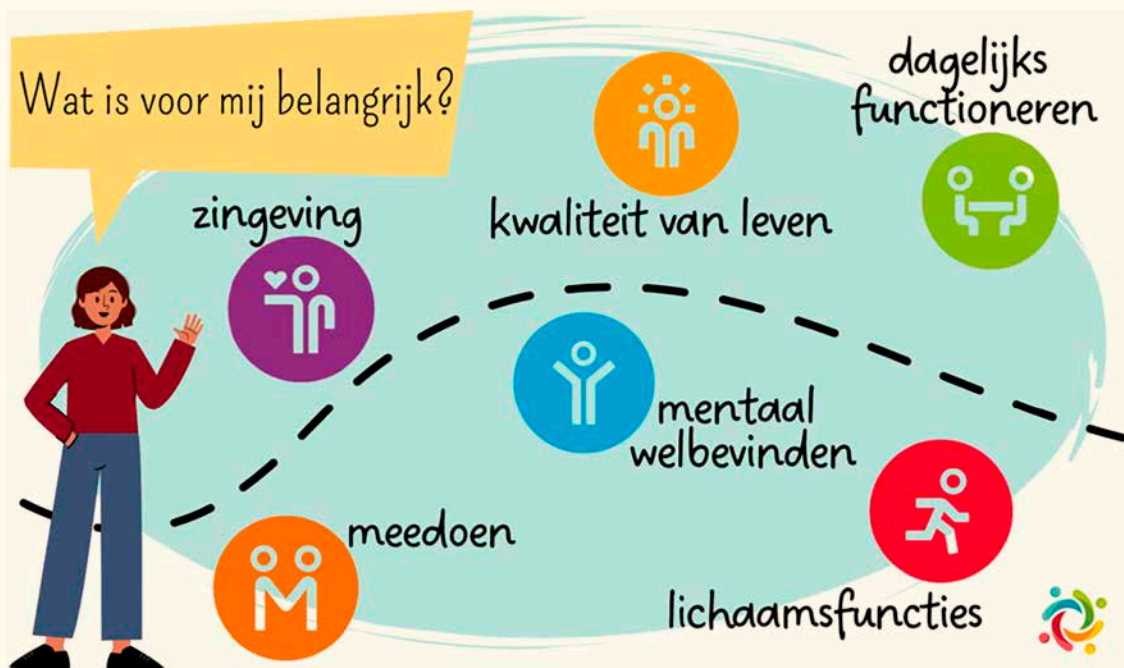 Wat is voor mij belangrijk?
zingeving
kwaliteit van leven
dagelijks
functioneren
mentaal
welbevinden
meedoen
lichaamsfuncties